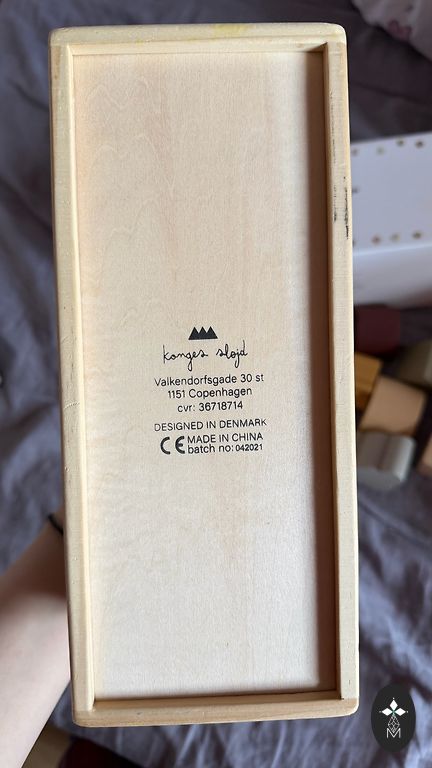 konges sløjd
Valkendorfsgade 30 st
1151 Copenhagen
cvr: 36718714
DESIGNED IN DENMARK
CE MADE IN CHINA
batch no: 042021
M